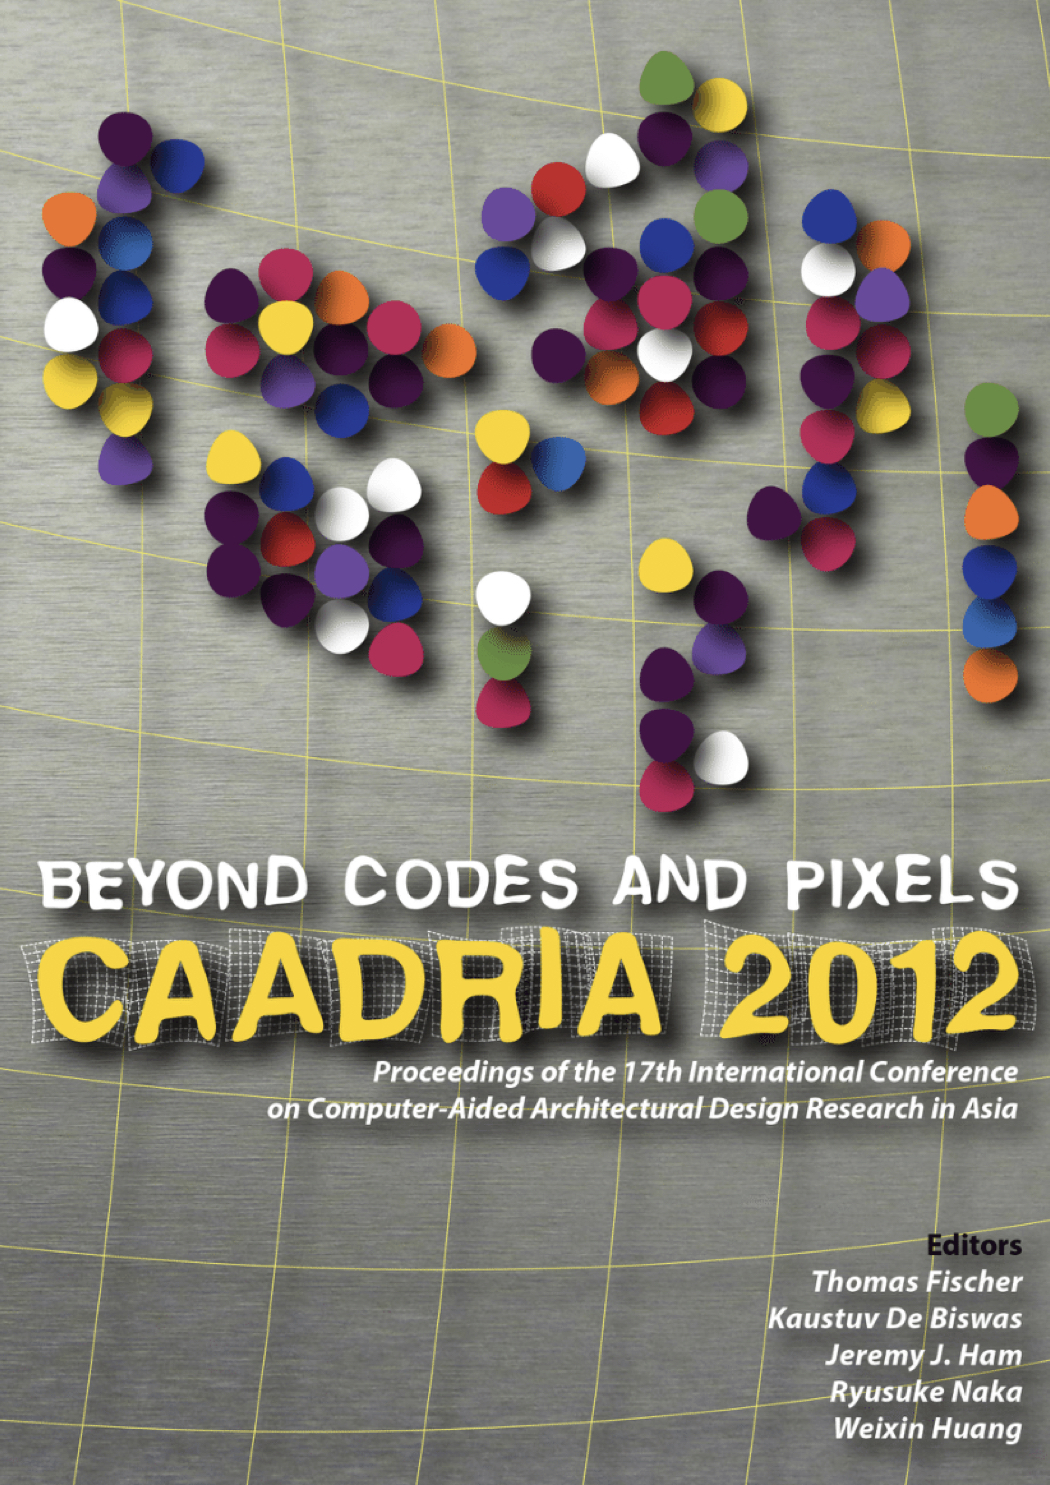 BEYOND CODES AND PIXELS
CAADRIA 2012
Proceedings of the 17th International Conference
on Computer-Aided Architectural Design Research in Asia
Editors
Thomas Fischer
Kaustuv De Biswas
Jeremy J. Ham
Ryusuke Naka
Weixin Huang